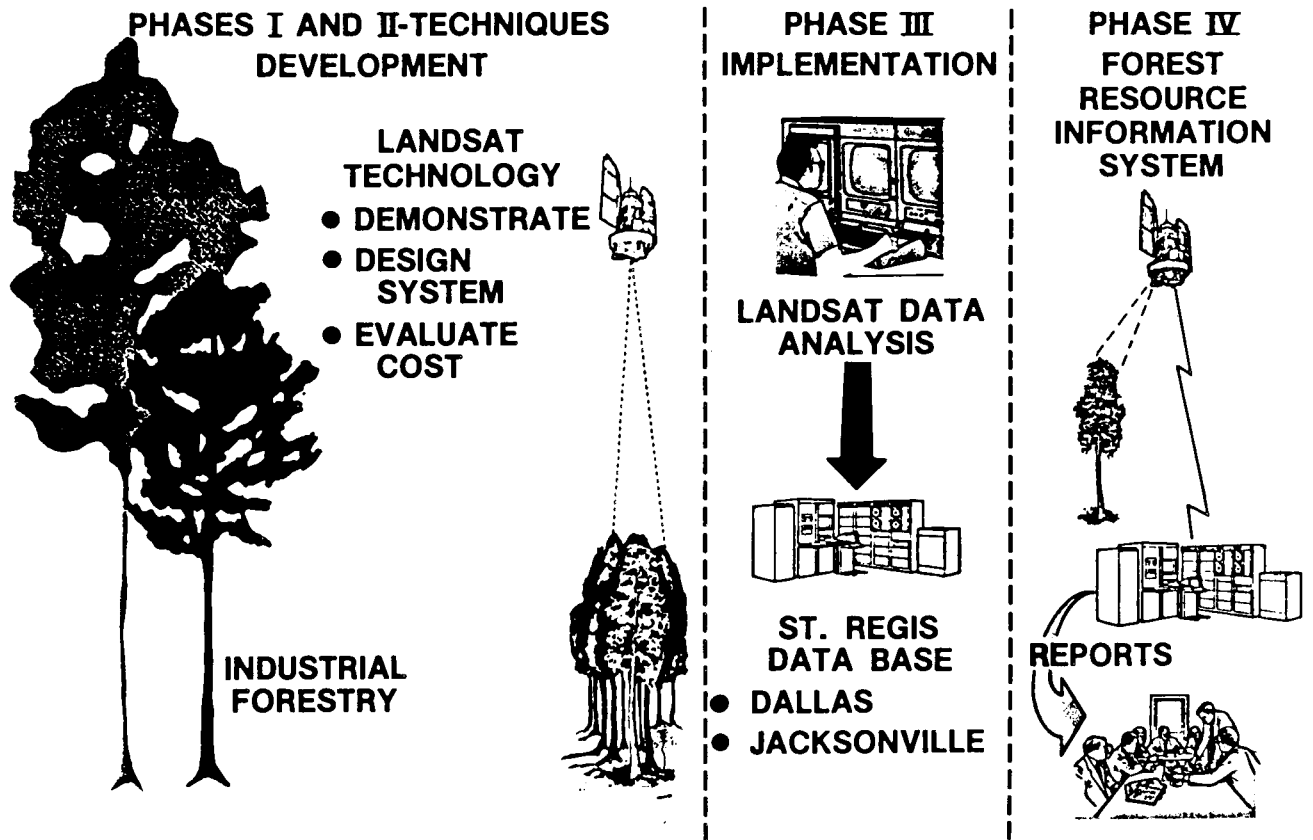 PHASES I AND II-TECHNIQUES
DEVELOPMENT
LANDSAT
TECHNOLOGY
● DEMONSTRATE
● DESIGN
SYSTEM
● EVALUATE
COST
INDUSTRIAL
FORESTRY
PHASE III
IMPLEMENTATION
LANDSAT DATA
ANALYSIS
ST. REGIS
DATA BASE
● DALLAS
● JACKSONVILLE
PHASE IV
FOREST
RESOURCE
INFORMATION
SYSTEM
REPORTS